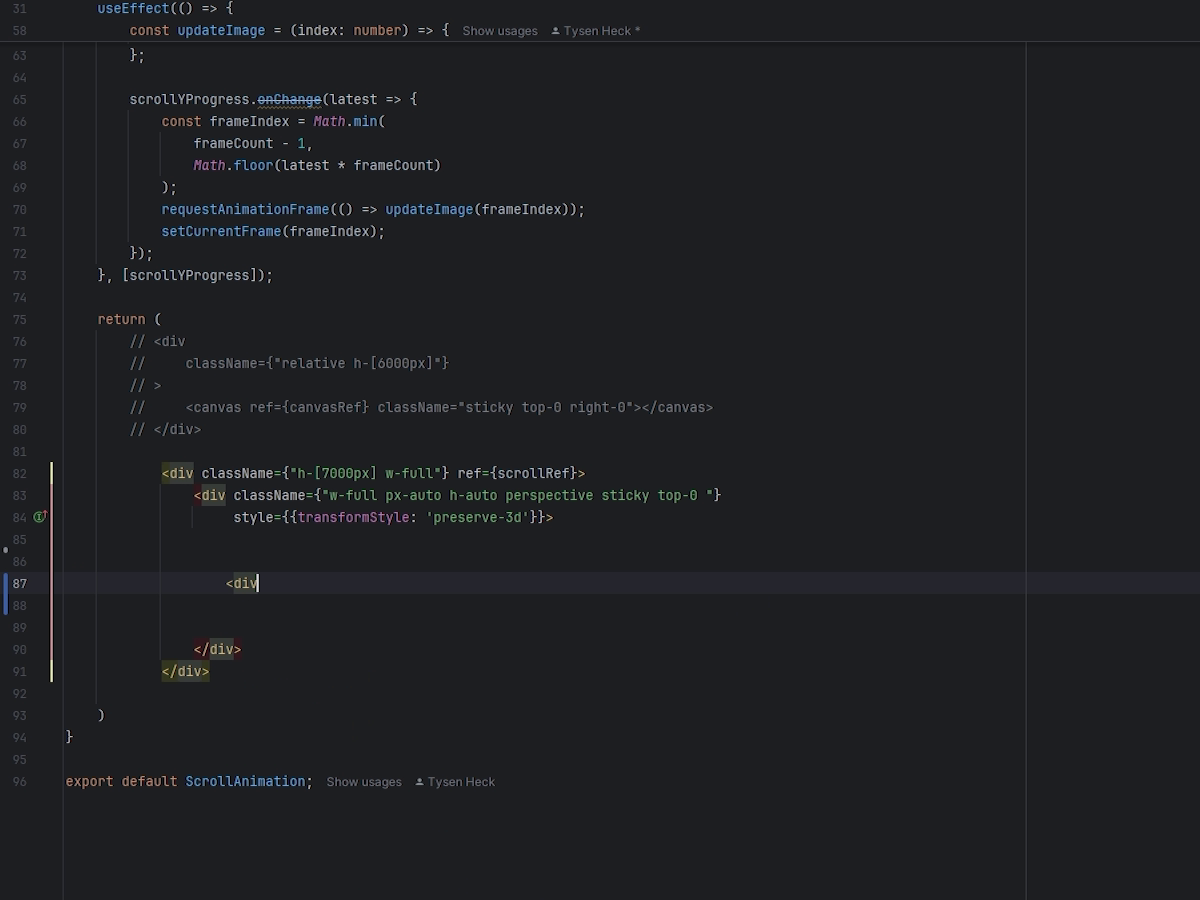 31 useEffect(() => {
58 const updateImage = (index: number) => { Show usages Tysen Heck *
63 };
64
65 scrollYProgress.onChange(latest => {
66 const frameIndex = Math.min(
67 frameCount - 1,
68 Math.floor(latest * frameCount)
69 );
70 requestAnimationFrame(() => updateImage(frameIndex));
71 setCurrentFrame(frameIndex);
72 });
73 }, [scrollYProgress]);
74
75 return (
76 // <div
77 // className={"relative h-[6000px]"}
78 // >
79 // <canvas ref={canvasRef} className="sticky top-0 right-0"></canvas>
80 // </div>
81
82 <div className={"h-[7000px] w-full"} ref={scrollRef}>
83 <div className={"w-full px-auto h-auto perspective sticky top-0 "}
84 style={{transformStyle: 'preserve-3d'}}>
85
86
87 <div
88
89
90 </div>
91 </div>
92
93 )
94 }
95
96 export default ScrollAnimation; Show usages Tysen Heck